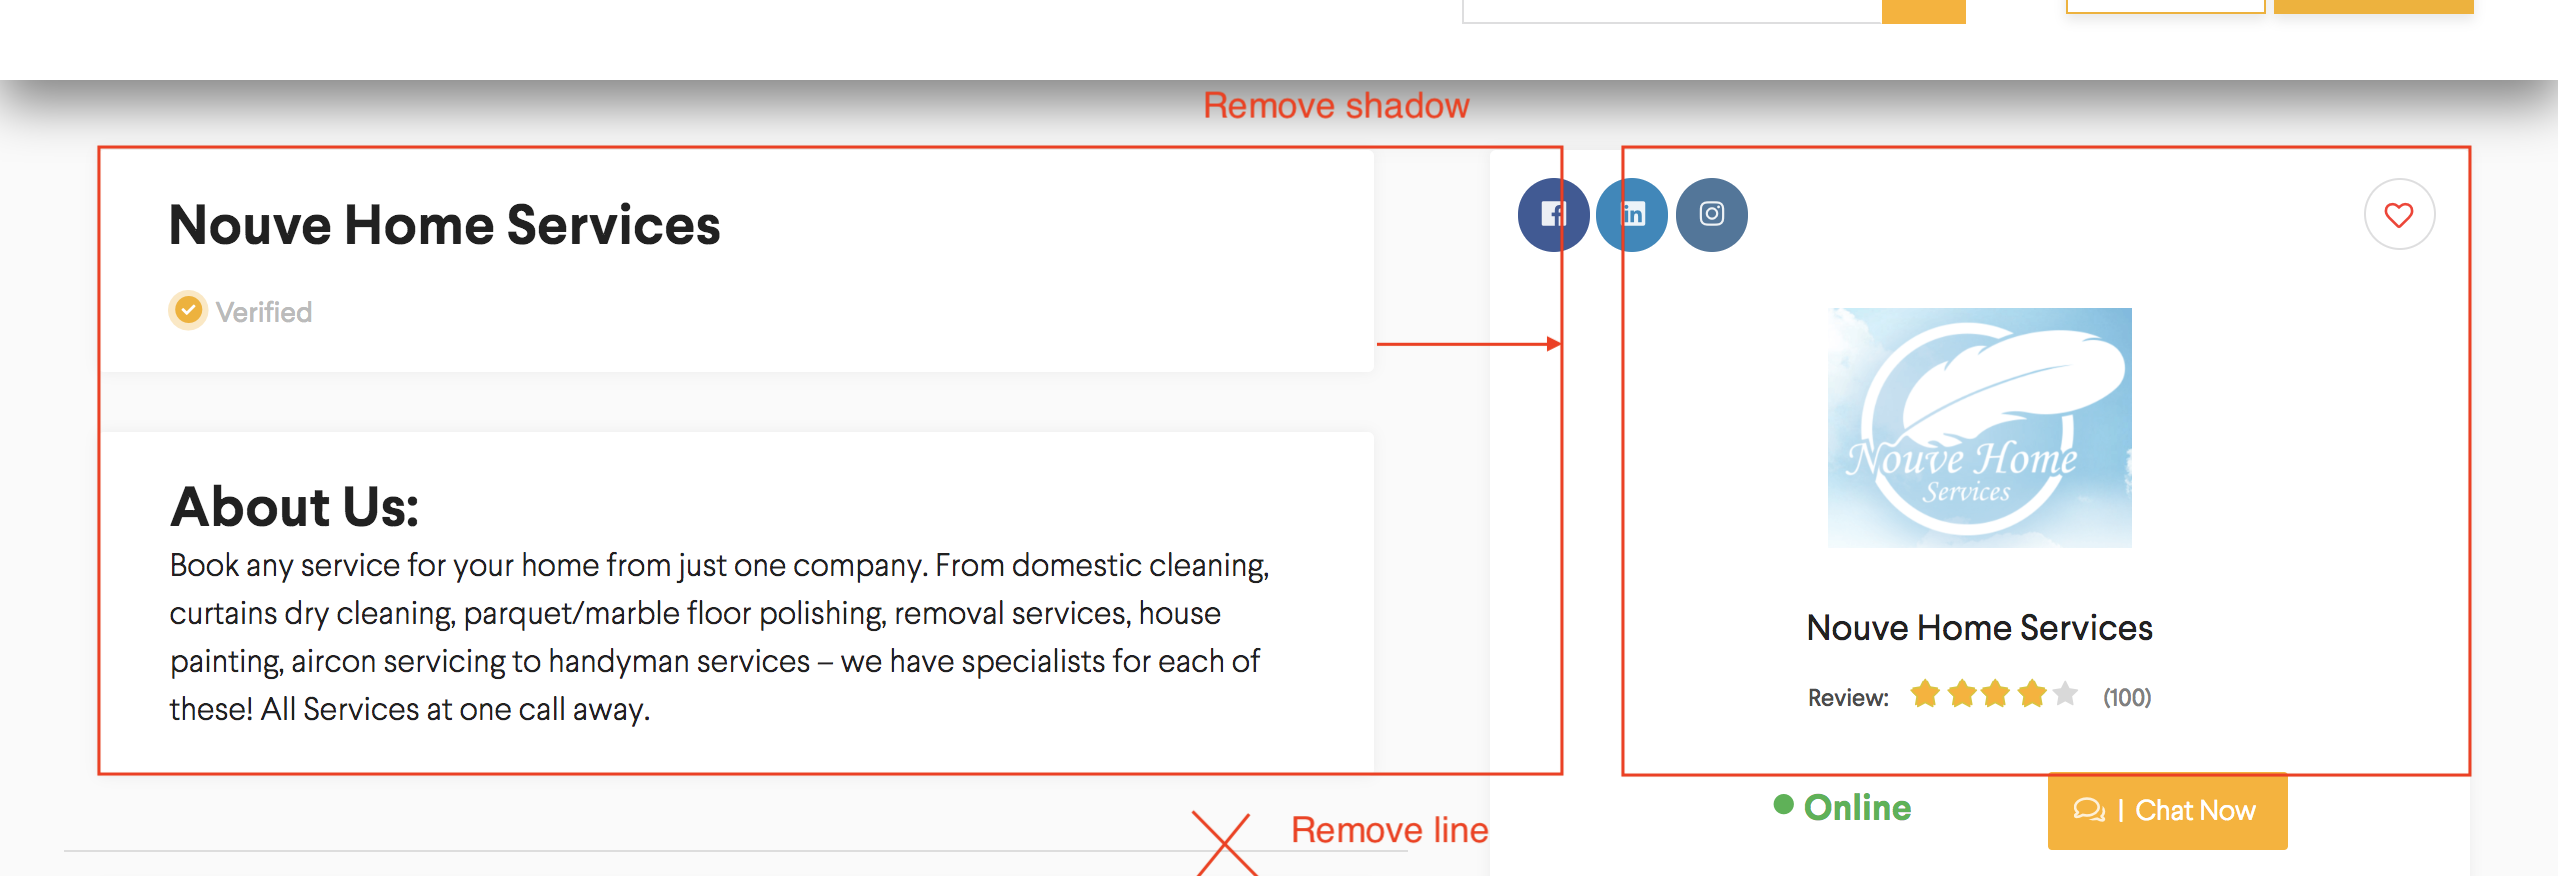 Remove shadow
Nouve Home Services
Verified
About Us:
Book any service for your home from just one company. From domestic cleaning,
curtains dry cleaning, parquet/marble floor polishing, removal services, house
painting, aircon servicing to handyman services – we have specialists for each of
these! All Services at one call away.
Remove line
in
Nouve Home
Services
Nouve Home Services
Review: (100)
Online
| Chat Now